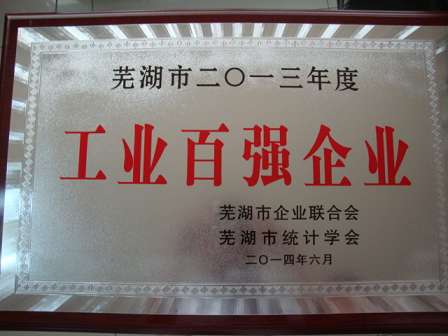 芜湖市二〇一三年度
工业百强企业
芜湖市企业联合会
芜湖市统计学会
二〇一四年六月